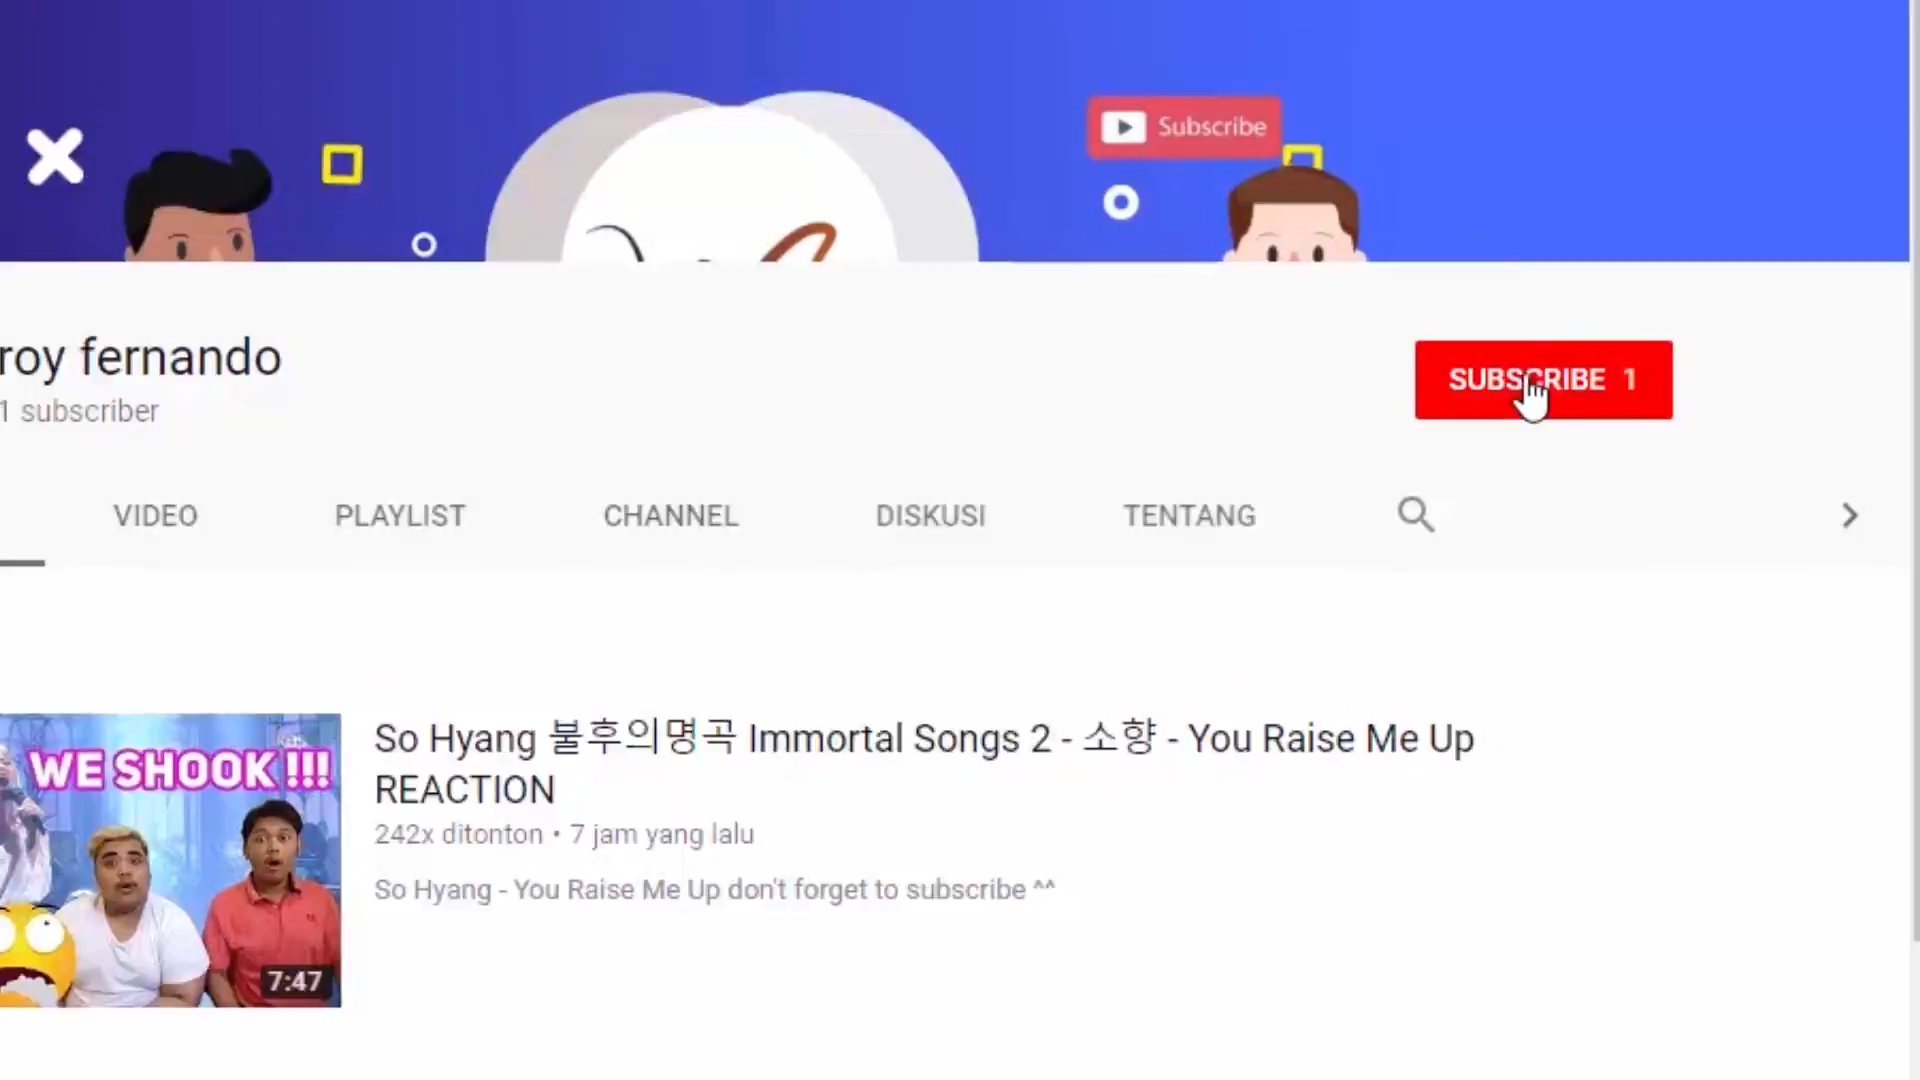 Subscribe
roy fernando
1 subscriber
SUBSCRIBE 1
VIDEO PLAYLIST CHANNEL DISKUSI TENTANG
WE SHOOK !!!
7:47
So Hyang 불후의명곡 Immortal Songs 2 - 소향 - You Raise Me Up
REACTION
242x ditonton • 7 jam yang lalu
So Hyang - You Raise Me Up don't forget to subscribe ^^